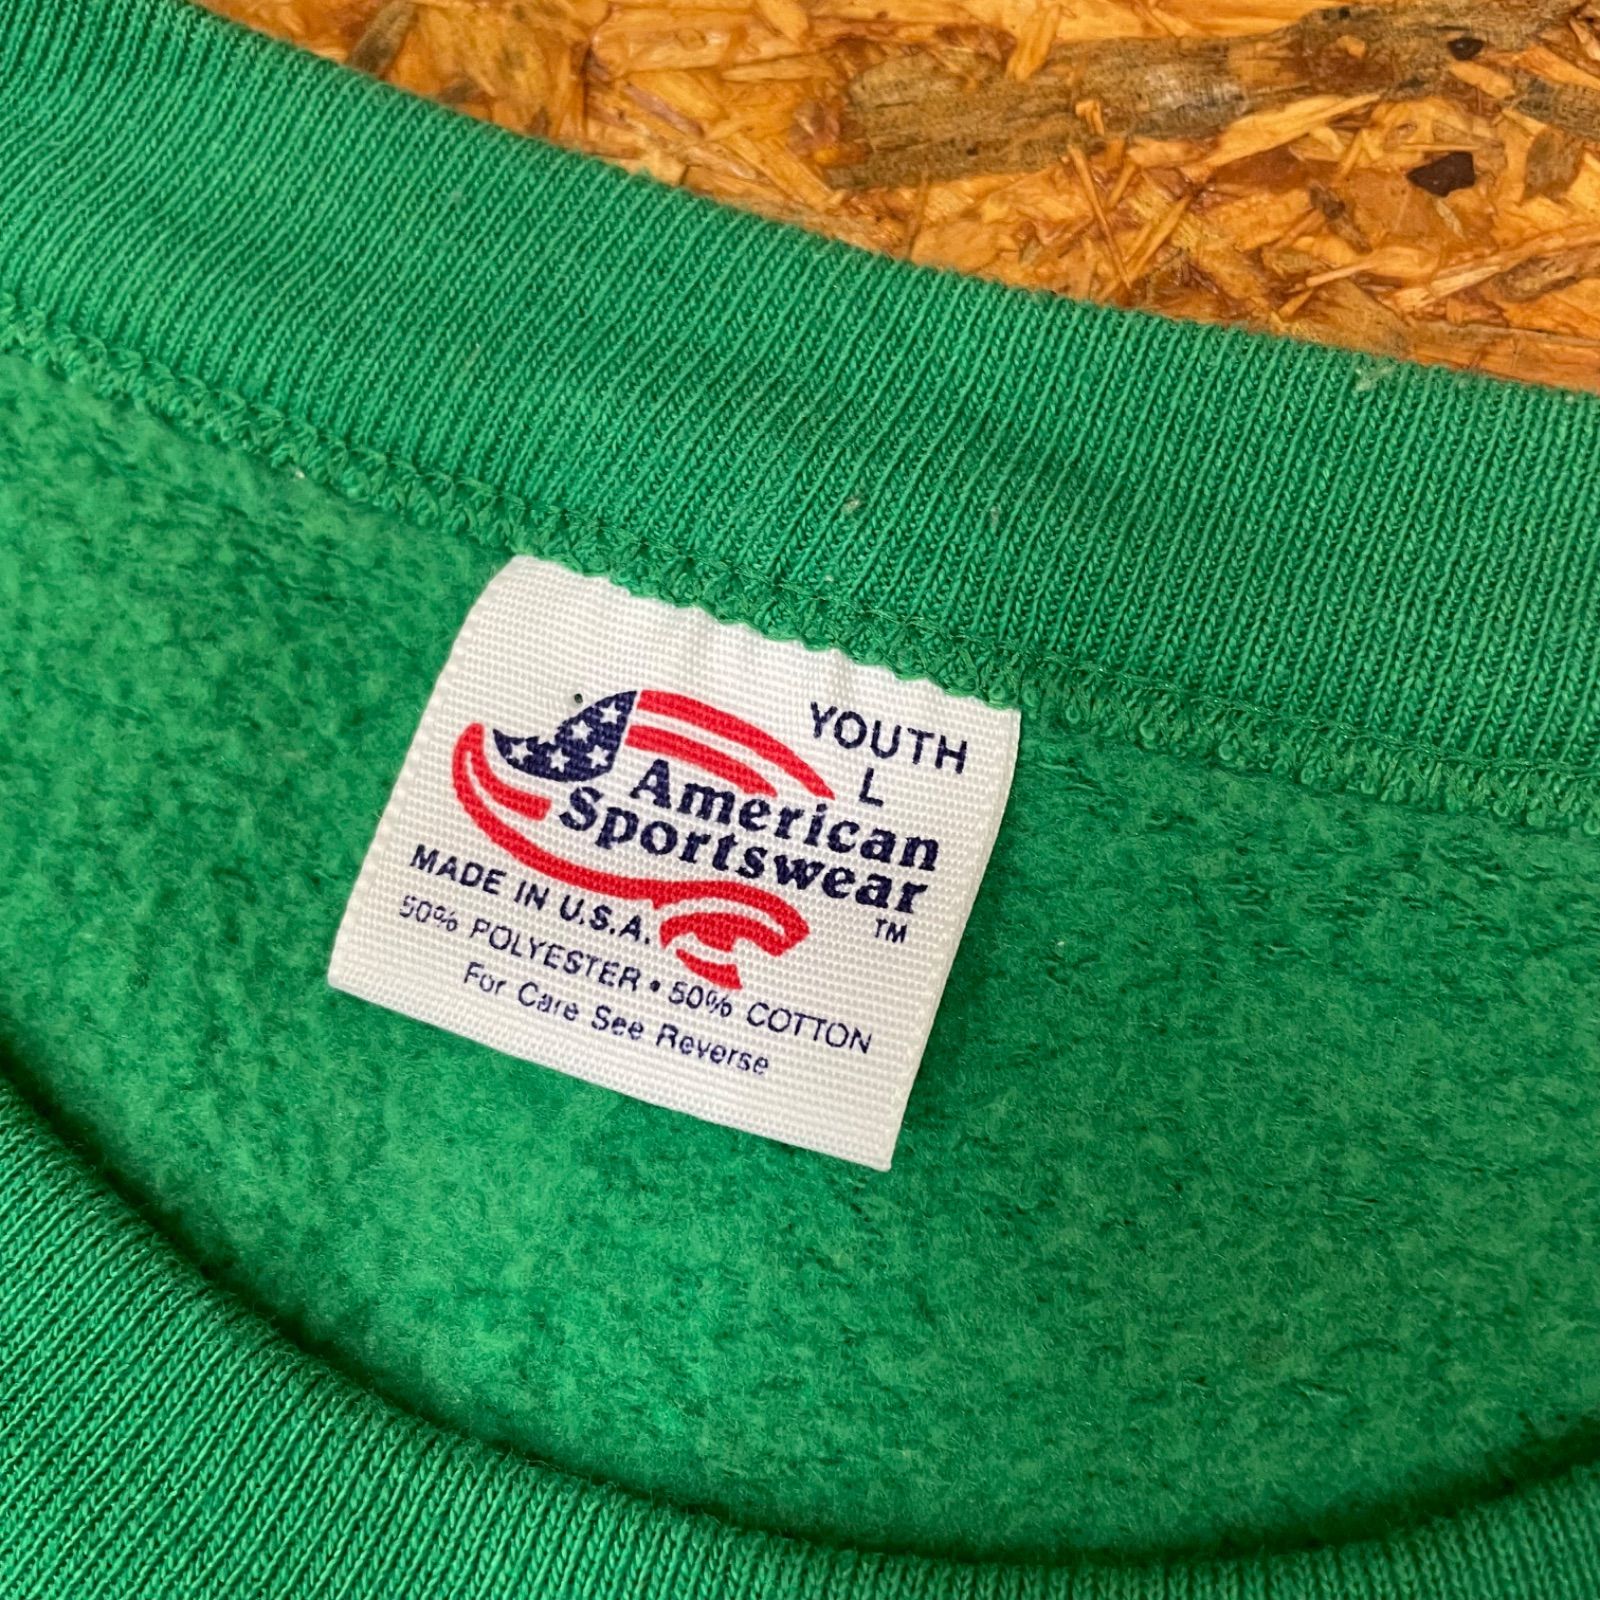 YOUTH
L
American
Sportswear
TM
MADE IN U.S.A.
50% POLYESTER • 50% COTTON
For Care See Reverse